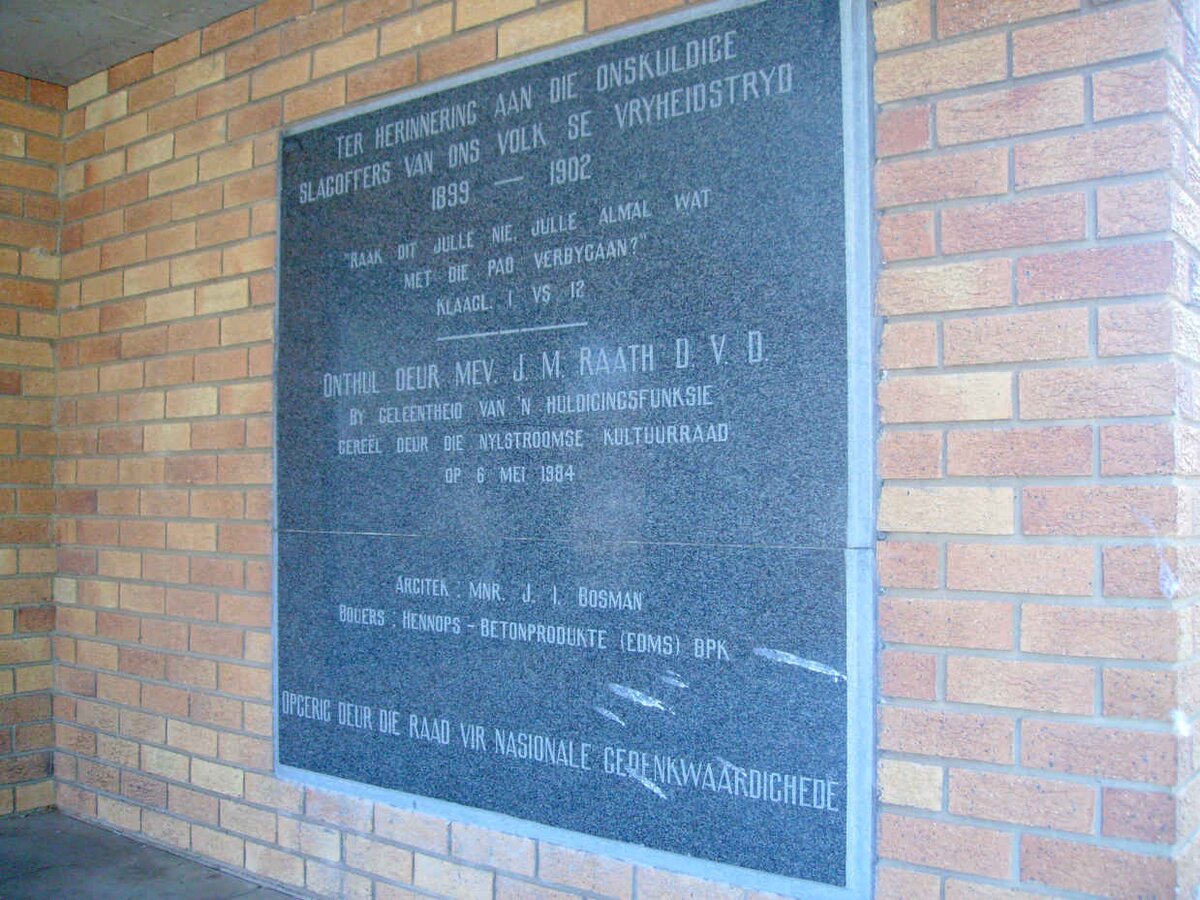 TER HERINNERING AAN DIE ONSKULDIGE
SLAGOFFERS VAN ONS VOLK SE VRYHEIDSTRYD
1899 — 1902
"RAAK DIT JULLE NIE, JULLE ALMAL WAT
MET DIE PAD VERBYGAAN?"
KLAAGL. 1 VS 12
ONTHUL DEUR MEV. J. M. RAATH D. V. D.
BY GELEENTHEID VAN 'N HULDIGINGSFUNKSIE
GEREËL DEUR DIE NYLSTROOMSE KULTUURRAAD
OP 6 MEI 1984
ARGITEK : MNR. J. I. BOSMAN
BOUERS : HENNOPS - BETONPRODUKTE (EDMS) BPK
OPGERIG DEUR DIE RAAD VIR NASIONALE GEDENKWAARDIGHEDE